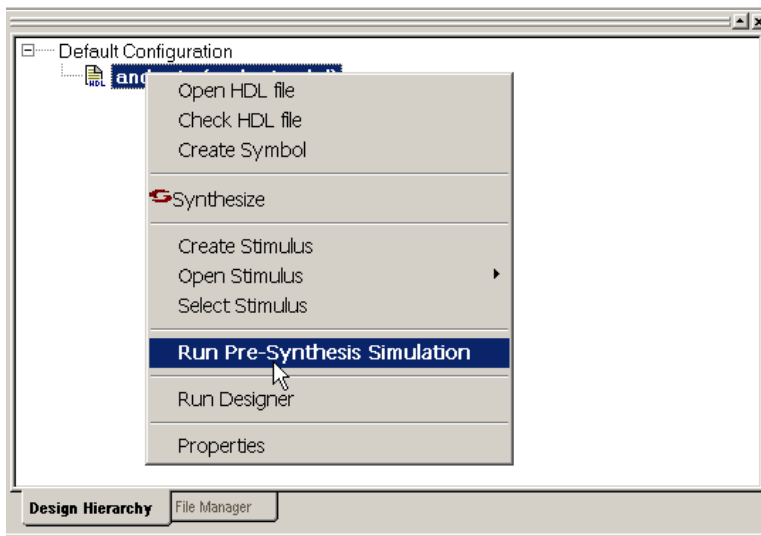 Default Configuration
HDL
Open HDL file
Check HDL file
Create Symbol
Synthesize
Create Stimulus
Open Stimulus
Select Stimulus
Run Pre-Synthesis Simulation
Run Designer
Properties
Design Hierarchy
File Manager